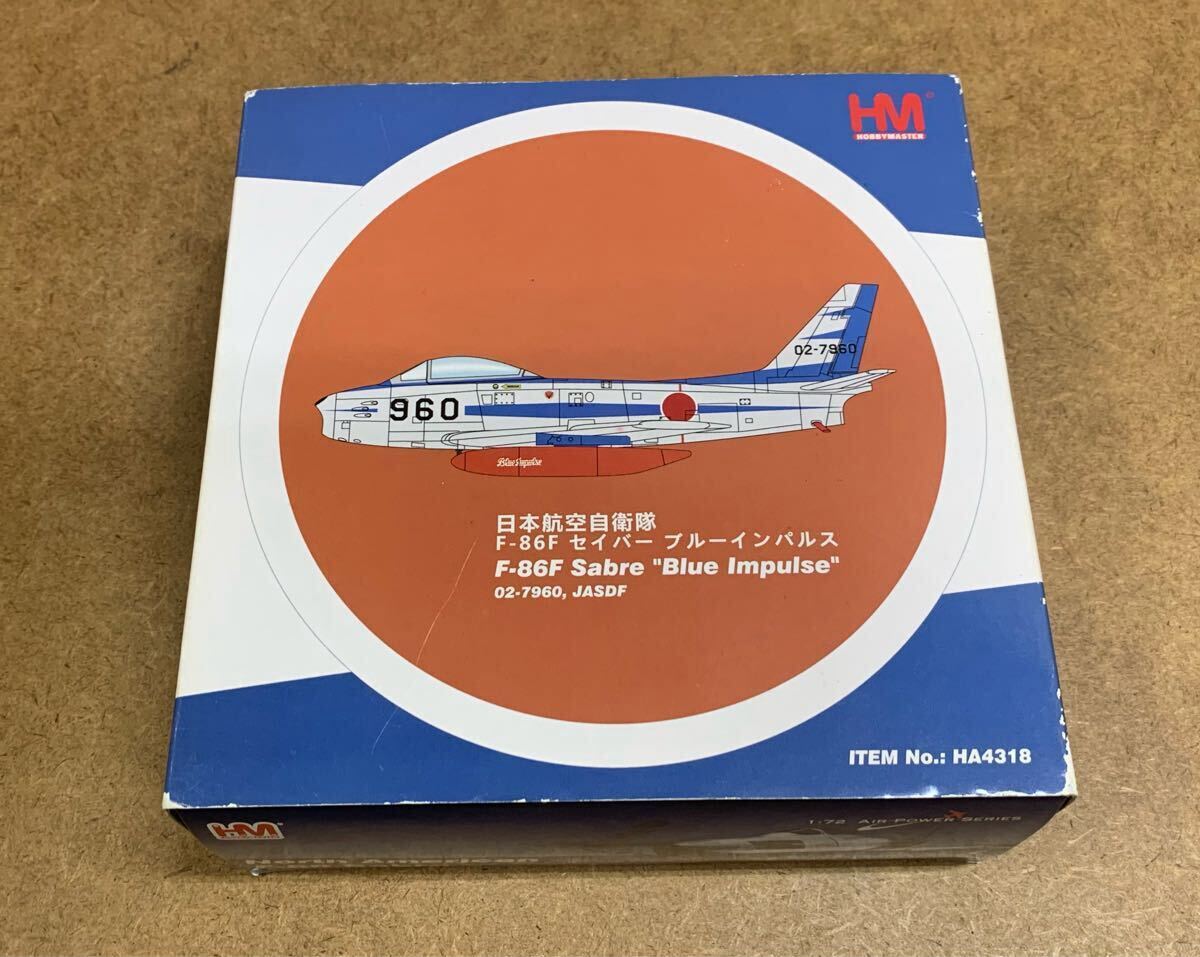 HM
HOBBYMASTER
02-7960
960
Blue Impulse
日本航空自衛隊
F-86F セイバー ブルーインパルス
F-86F Sabre "Blue Impulse"
02-7960, JASDF
ITEM No.: HA4318
HM
1:72 AIR POWER SERIES
North American